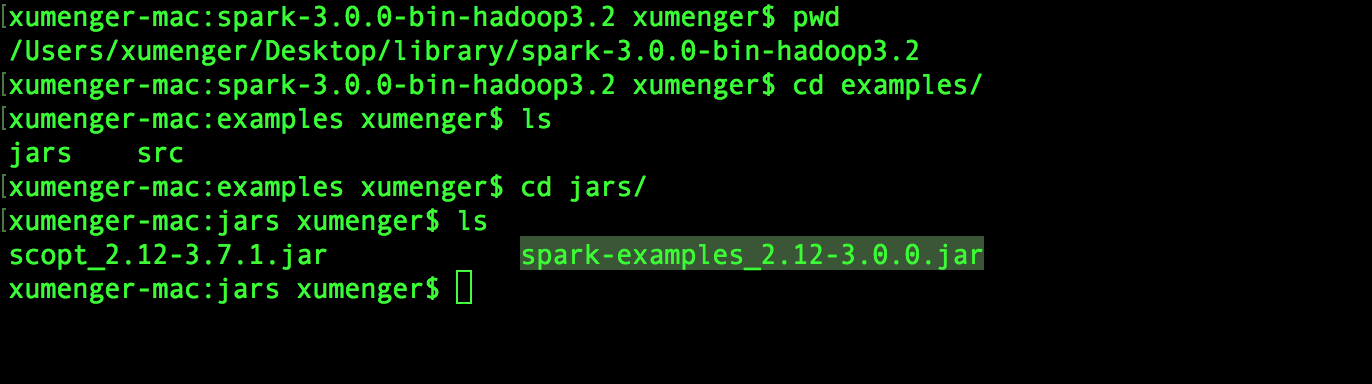 [xumenger-mac:spark-3.0.0-bin-hadoop3.2 xumenger$ pwd
/Users/xumenger/Desktop/library/spark-3.0.0-bin-hadoop3.2
[xumenger-mac:spark-3.0.0-bin-hadoop3.2 xumenger$ cd examples/
[xumenger-mac:examples xumenger$ ls
jars    src
[xumenger-mac:examples xumenger$ cd jars/
[xumenger-mac:jars xumenger$ ls
scopt_2.12-3.7.1.jar            spark-examples_2.12-3.0.0.jar
xumenger-mac:jars xumenger$